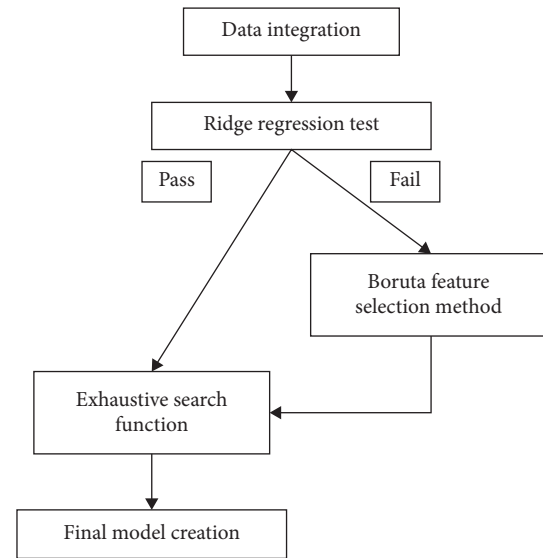 Data integration
Ridge regression test
Pass
Fail
Boruta feature
selection method
Exhaustive search
function
Final model creation